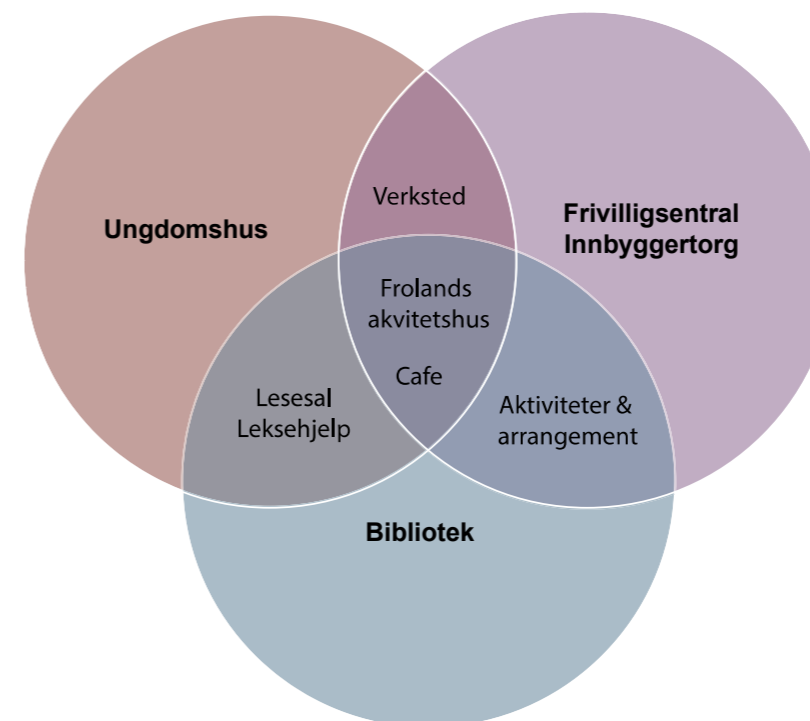 Verksted
Ungdomshus
Frivilligsentral
Innbyggertorg
Frolands
akvitetshus
Cafe
Lesesal
Leksehjelp
Aktiviteter &
arrangement
Bibliotek